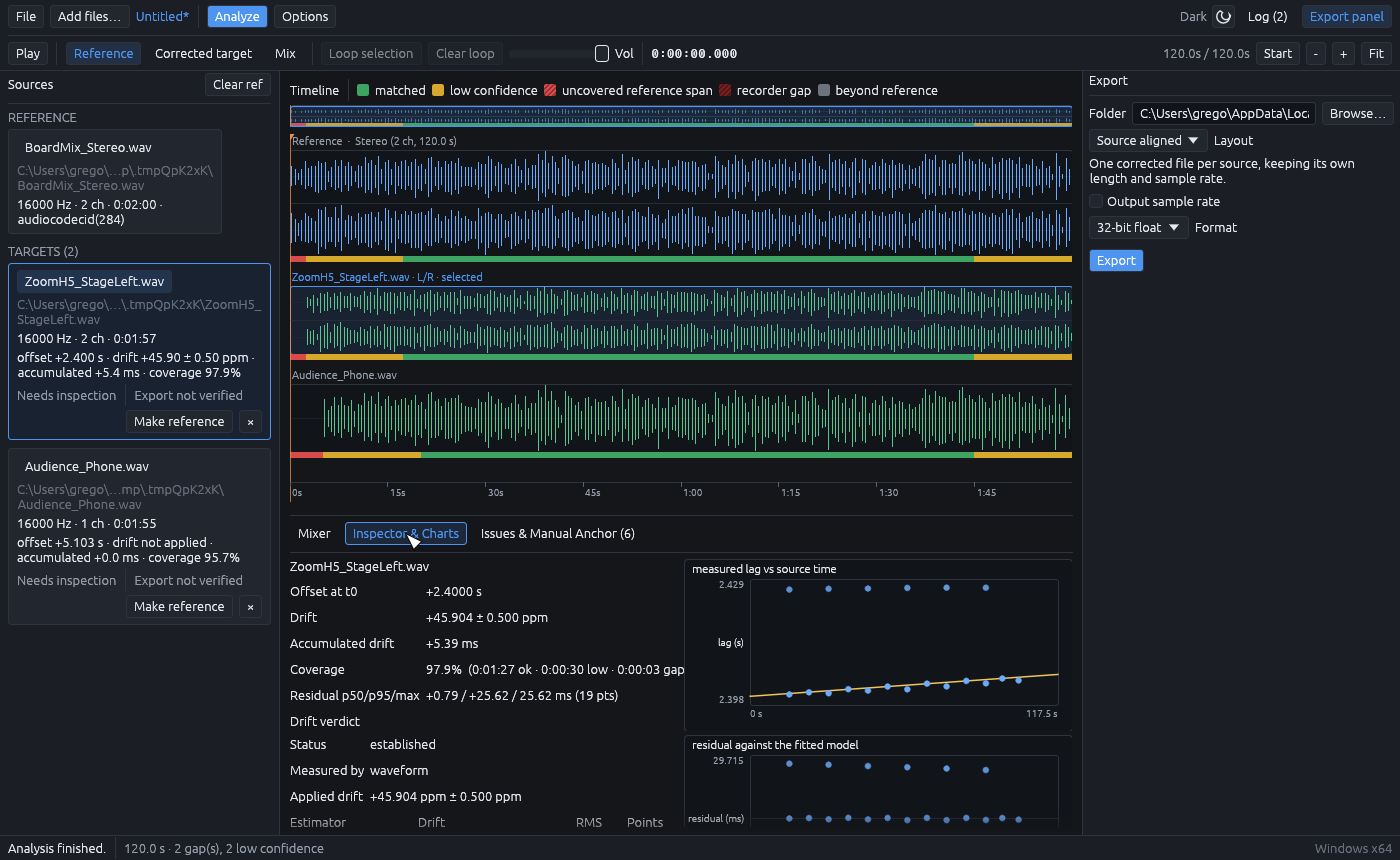 File Add files… Untitled* Analyze Options Dark Log (2) Export panel
Play Reference Corrected target Mix Loop selection Clear loop Vol 0:00:00.000 120.0s / 120.0s Start - + Fit
Sources Clear ref
REFERENCE
BoardMix_Stereo.wav
C:\Users\grego\…p\.tmpQpK2xK\
BoardMix_Stereo.wav
16000 Hz · 2 ch · 0:02:00 ·
audiocodecid(284)
TARGETS (2)
ZoomH5_StageLeft.wav
C:\Users\grego\…\.tmpQpK2xK\ZoomH5_
StageLeft.wav
16000 Hz · 2 ch · 0:01:57
offset +2.400 s · drift +45.90 ± 0.50 ppm ·
accumulated +5.4 ms · coverage 97.9%
Needs inspection Export not verified
Make reference ×
Audience_Phone.wav
C:\Users\grego\…mp\.tmpQpK2xK\
Audience_Phone.wav
16000 Hz · 1 ch · 0:01:55
offset +5.103 s · drift not applied ·
accumulated +0.0 ms · coverage 95.7%
Needs inspection Export not verified
Make reference ×
Timeline matched low confidence uncovered reference span recorder gap beyond reference
Reference · Stereo (2 ch, 120.0 s)
ZoomH5_StageLeft.wav · L/R · selected
Audience_Phone.wav
0s 15s 30s 45s 1:00 1:15 1:30 1:45
Mixer Inspector & Charts Issues & Manual Anchor (6)
ZoomH5_StageLeft.wav
Offset at t0 +2.4000 s
Drift +45.904 ± 0.500 ppm
Accumulated drift +5.39 ms
Coverage 97.9% (0:01:27 ok · 0:00:30 low · 0:00:03 gap
Residual p50/p95/max +0.79 / +25.62 / 25.62 ms (19 pts)
Drift verdict
Status established
Measured by waveform
Applied drift +45.904 ppm ± 0.500 ppm
Estimator Drift RMS Points
measured lag vs source time
2.429
lag (s)
2.398
0 s 117.5 s
residual against the fitted model
29.715
residual (ms)
Export
Folder C:\Users\grego\AppData\Loca Browse…
Source aligned Layout
One corrected file per source, keeping its own
length and sample rate.
Output sample rate
32-bit float Format
Export
Analysis finished. 120.0 s · 2 gap(s), 2 low confidence Windows x64